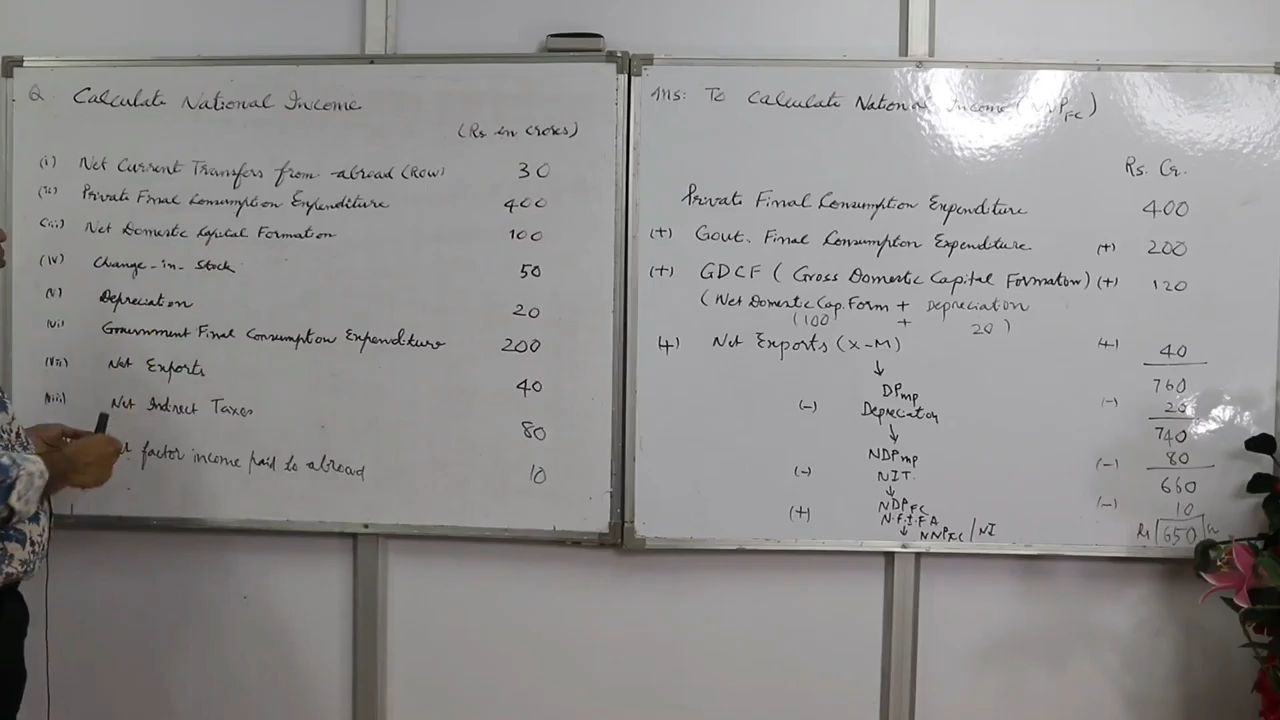 Q. Calculate National Income
(Rs in crores)
(i) Net Current Transfers from abroad (ROW) 30
(ii) Private Final Consumption Expenditure 400
(iii) Net Domestic Capital Formation 100
(iv) Change-in-Stock 50
(v) Depreciation 20
(vi) Government Final Consumption Expenditure 200
(vii) Net Exports 40
(viii) Net Indirect Taxes 80
factor income paid to abroad 10
Ans: To Calculate National Income (NNPFC)
Rs. Cr.
Private Final Consumption Expenditure 400
(+) Govt. Final Consumption Expenditure (+) 200
(+) GDCF (Gross Domestic Capital Formation) (+) 120
(Net Domestic Cap. Form + Depreciation
(100 + 20)
(+) Net Exports (X-M) (+) 40
↓ 760
DPmp
(-) Depreciation (-) 20
↓ 740
NDPmp
(-) NIT. (-) 80
↓ 660
NDPFC
(+) N.F.I.F.A (-) 10
↓ NNPFC/NI Rs 650